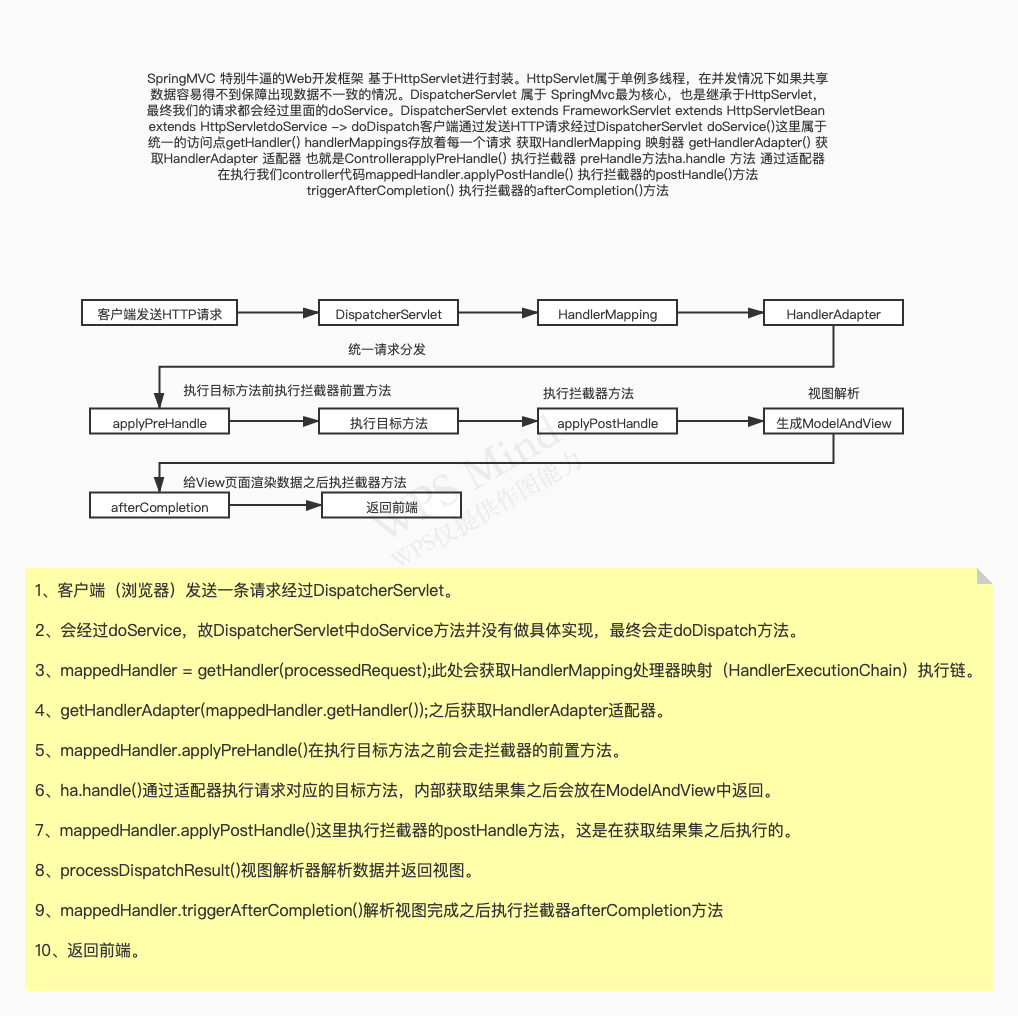 SpringMVC 特别牛逼的Web开发框架 基于HttpServlet进行封装。HttpServlet属于单例多线程，在并发情况下如果共享
数据容易得不到保障出现数据不一致的情况。DispatcherServlet 属于 SpringMvc最为核心，也是继承于HttpServlet，
最终我们的请求都会经过里面的doService。DispatcherServlet extends FrameworkServlet extends HttpServletBean
extends HttpServletdoService -> doDispatch客户端通过发送HTTP请求经过DispatcherServlet doService()这里属于
统一的访问点getHandler() handlerMappings存放着每一个请求 获取HandlerMapping 映射器 getHandlerAdapter() 获
取HandlerAdapter 适配器 也就是ControllerapplyPreHandle() 执行拦截器 preHandle方法ha.handle 方法 通过适配器
在执行我们controller代码mappedHandler.applyPostHandle() 执行拦截器的postHandle()方法
triggerAfterCompletion() 执行拦截器的afterCompletion()方法
客户端发送HTTP请求
DispatcherServlet
HandlerMapping
HandlerAdapter
统一请求分发
执行目标方法前执行拦截器前置方法
执行拦截器方法
视图解析
applyPreHandle
执行目标方法
applyPostHandle
生成ModelAndView
给View页面渲染数据之后执拦截器方法
afterCompletion
返回前端
WPS Mind
WPS仅提供作图能力
1、客户端（浏览器）发送一条请求经过DispatcherServlet。
2、会经过doService，故DispatcherServlet中doService方法并没有做具体实现，最终会走doDispatch方法。
3、mappedHandler = getHandler(processedRequest);此处会获取HandlerMapping处理器映射（HandlerExecutionChain）执行链。
4、getHandlerAdapter(mappedHandler.getHandler());之后获取HandlerAdapter适配器。
5、mappedHandler.applyPreHandle()在执行目标方法之前会走拦截器的前置方法。
6、ha.handle()通过适配器执行请求对应的目标方法，内部获取结果集之后会放在ModelAndView中返回。
7、mappedHandler.applyPostHandle()这里执行拦截器的postHandle方法，这是在获取结果集之后执行的。
8、processDispatchResult()视图解析器解析数据并返回视图。
9、mappedHandler.triggerAfterCompletion()解析视图完成之后执行拦截器afterCompletion方法
10、返回前端。